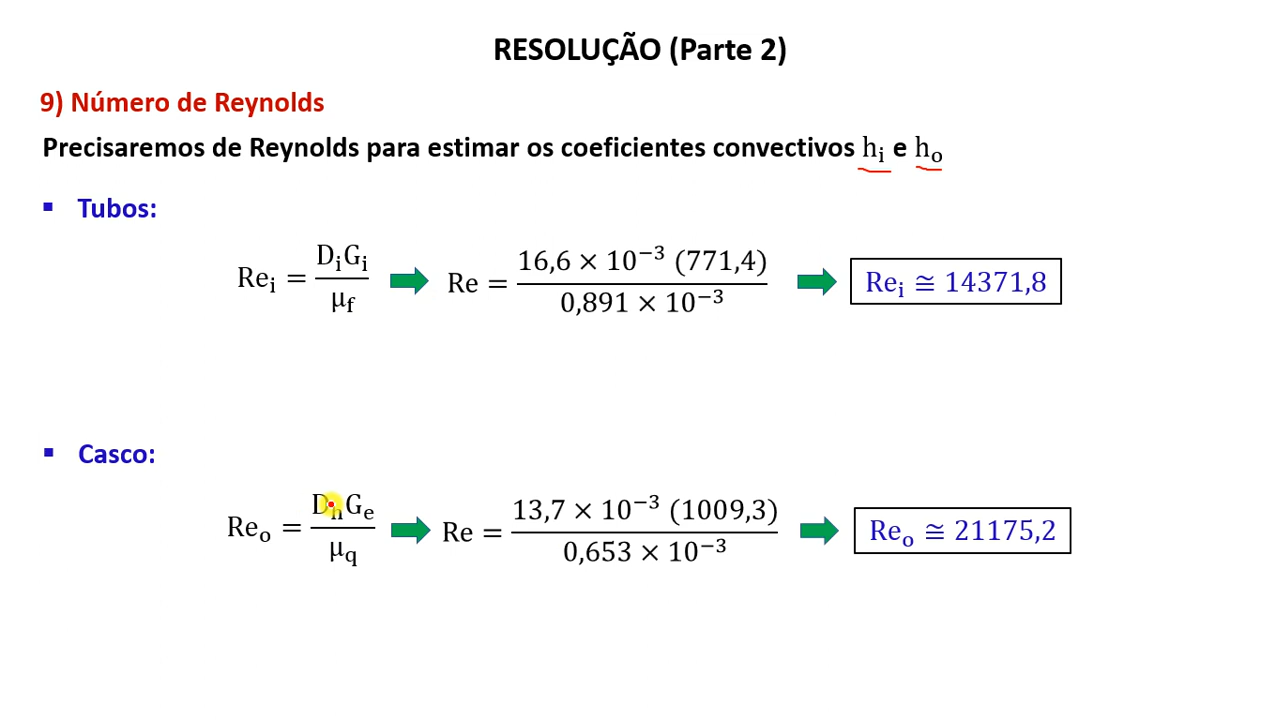 RESOLUÇÃO (Parte 2)
9) Número de Reynolds
Precisaremos de Reynolds para estimar os coeficientes convectivos hᵢ e hₒ
▪ Tubos:
Reᵢ = DᵢGᵢ / μf ➡ Re = 16,6 × 10⁻³ (771,4) / 0,891 × 10⁻³ ➡ Reᵢ ≅ 14371,8
▪ Casco:
Reₒ = DₕGₑ / μq ➡ Re = 13,7 × 10⁻³ (1009,3) / 0,653 × 10⁻³ ➡ Reₒ ≅ 21175,2